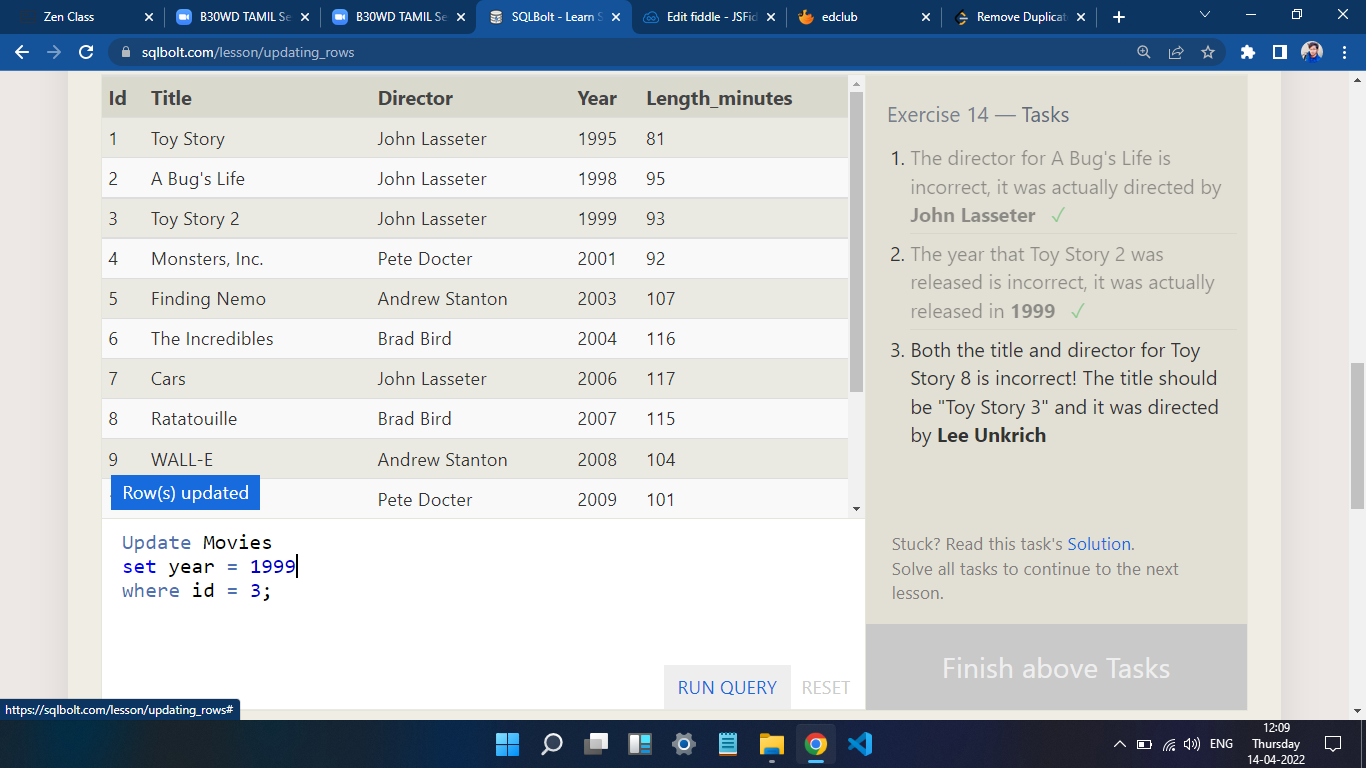 Zen Class
B30WD TAMIL Se
B30WD TAMIL Se
SQLBolt - Learn S
Edit fiddle - JSFid
edclub
Remove Duplicat
sqlbolt.com/lesson/updating_rows
Id Title Director Year Length_minutes
1 Toy Story John Lasseter 1995 81
2 A Bug's Life John Lasseter 1998 95
3 Toy Story 2 John Lasseter 1999 93
4 Monsters, Inc. Pete Docter 2001 92
5 Finding Nemo Andrew Stanton 2003 107
6 The Incredibles Brad Bird 2004 116
7 Cars John Lasseter 2006 117
8 Ratatouille Brad Bird 2007 115
9 WALL-E Andrew Stanton 2008 104
Pete Docter 2009 101
Row(s) updated
Update Movies
set year = 1999
where id = 3;
RUN QUERY RESET
Exercise 14 — Tasks
1. The director for A Bug's Life is
incorrect, it was actually directed by
John Lasseter ✓
2. The year that Toy Story 2 was
released is incorrect, it was actually
released in 1999 ✓
3. Both the title and director for Toy
Story 8 is incorrect! The title should
be "Toy Story 3" and it was directed
by Lee Unkrich
Stuck? Read this task's Solution.
Solve all tasks to continue to the next
lesson.
Finish above Tasks
https://sqlbolt.com/lesson/updating_rows#
ENG
12:09
Thursday
14-04-2022